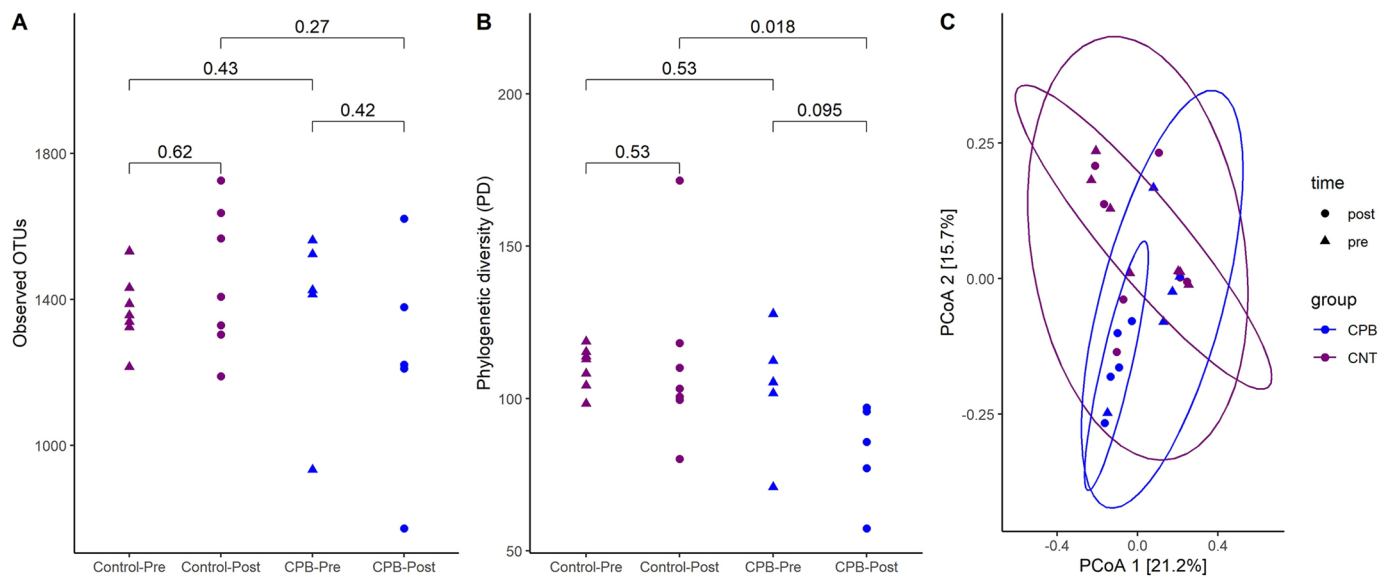 A
Observed OTUs
1800
1400
1000
0.27
0.43
0.42
0.62
Control-Pre Control-Post CPB-Pre CPB-Post
B
Phylogenetic diversity (PD)
200
150
100
50
0.018
0.53
0.095
0.53
Control-Pre Control-Post CPB-Pre CPB-Post
C
PCoA 2 [15.7%]
0.25
0.00
-0.25
-0.4 0.0 0.4
PCoA 1 [21.2%]
time
post
pre
group
CPB
CNT